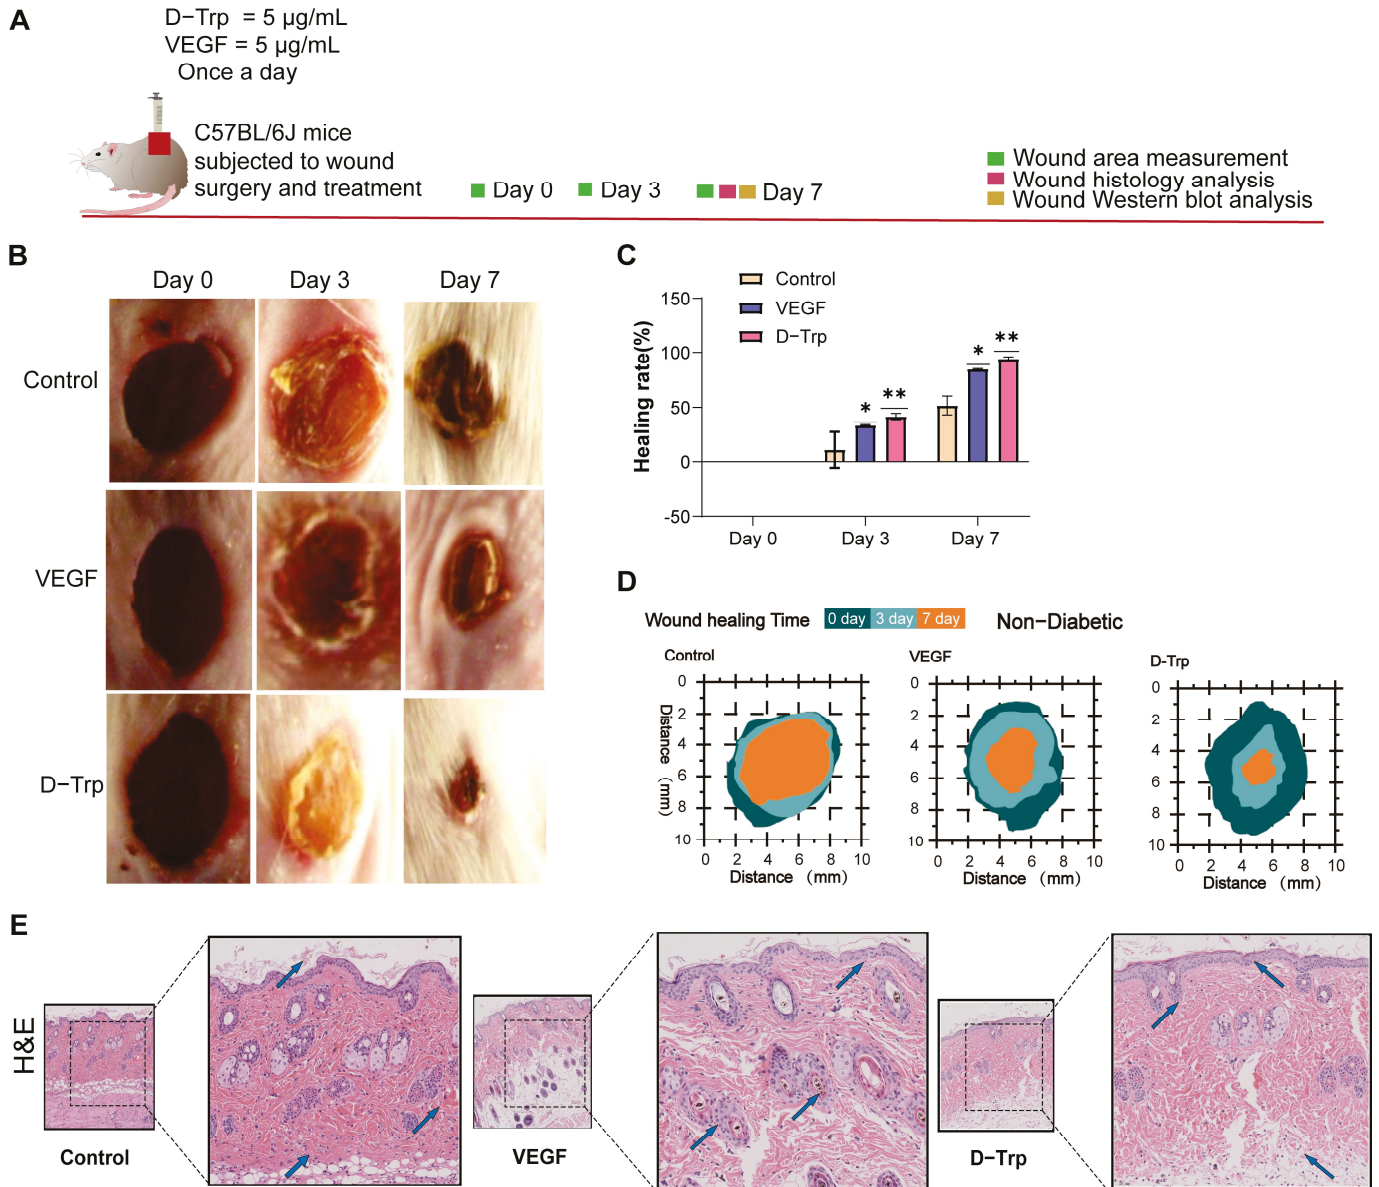 A
D−Trp = 5 µg/mL
VEGF = 5 µg/mL
Once a day
C57BL/6J mice
subjected to wound
surgery and treatment
Day 0
Day 3
Day 7
Wound area measurement
Wound histology analysis
Wound Western blot analysis
B
Day 0
Day 3
Day 7
Control
VEGF
D−Trp
C
Control
VEGF
D−Trp
Healing rate(%)
150
100
50
0
-50
* **
* **
Day 0
Day 3
Day 7
D
Wound healing Time
0 day
3 day
7 day
Non−Diabetic
Control
Distance (mm)
0
2
4
6
8
10
0 2 4 6 8 10
Distance (mm)
VEGF
0
2
4
6
8
10
0 2 4 6 8 10
Distance (mm)
D-Trp
0
2
4
6
8
10
0 2 4 6 8 10
Distance (mm)
E
H&E
Control
VEGF
D−Trp